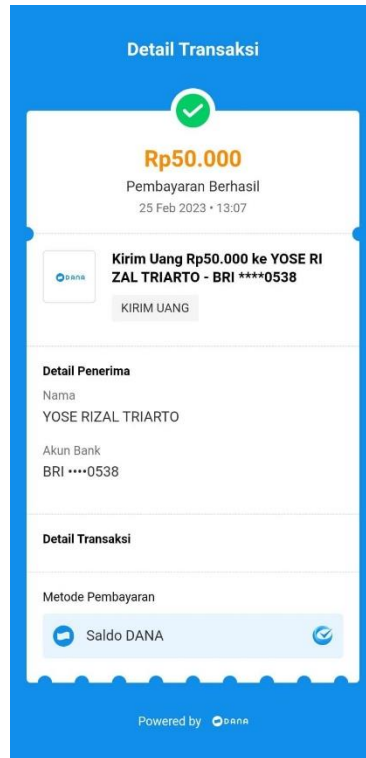 Detail Transaksi
Rp50.000
Pembayaran Berhasil
25 Feb 2023 • 13:07
DANA
Kirim Uang Rp50.000 ke YOSE RI
ZAL TRIARTO - BRI ****0538
KIRIM UANG
Detail Penerima
Nama
YOSE RIZAL TRIARTO
Akun Bank
BRI ••••0538
Detail Transaksi
Metode Pembayaran
Saldo DANA
Powered by DANA